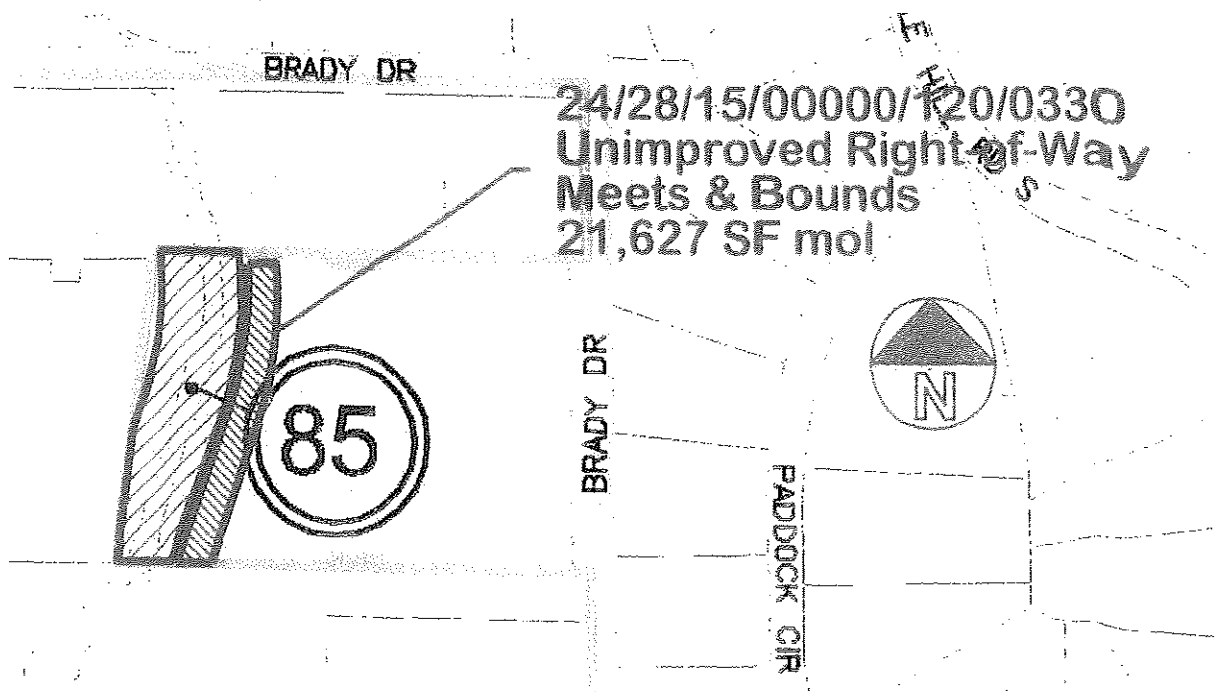 BRADY DR
24/28/15/00000/120/0330
Unimproved Right-of-Way
Meets & Bounds
21,627 SF mol
85
BRADY DR
N
PADDOCK CIR